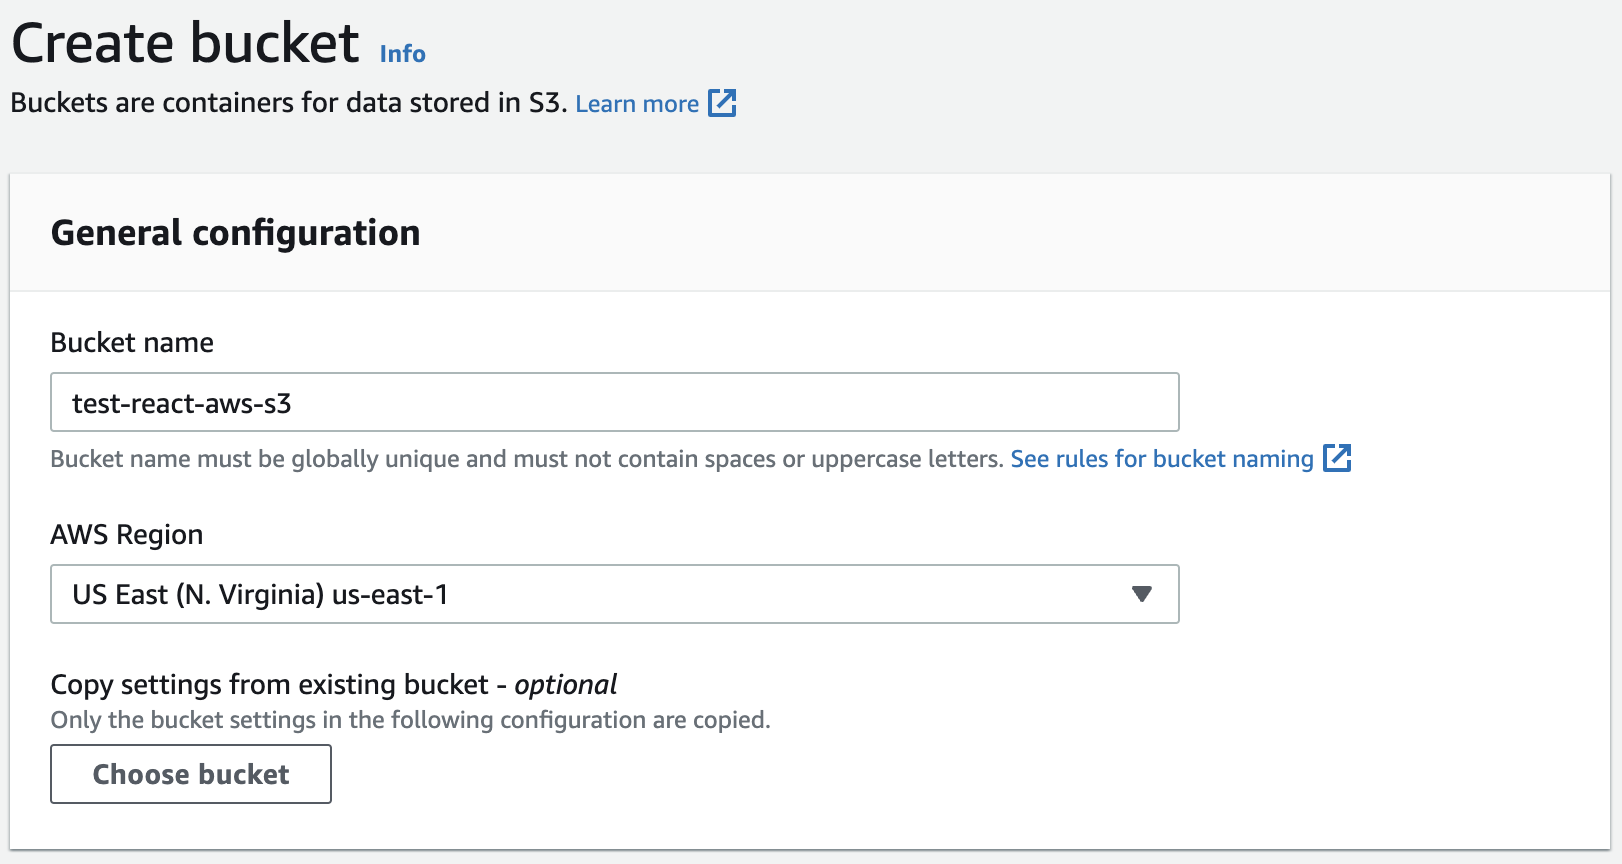 Create bucket Info
Buckets are containers for data stored in S3. Learn more
General configuration
Bucket name
test-react-aws-s3
Bucket name must be globally unique and must not contain spaces or uppercase letters. See rules for bucket naming
AWS Region
US East (N. Virginia) us-east-1
Copy settings from existing bucket - optional
Only the bucket settings in the following configuration are copied.
Choose bucket